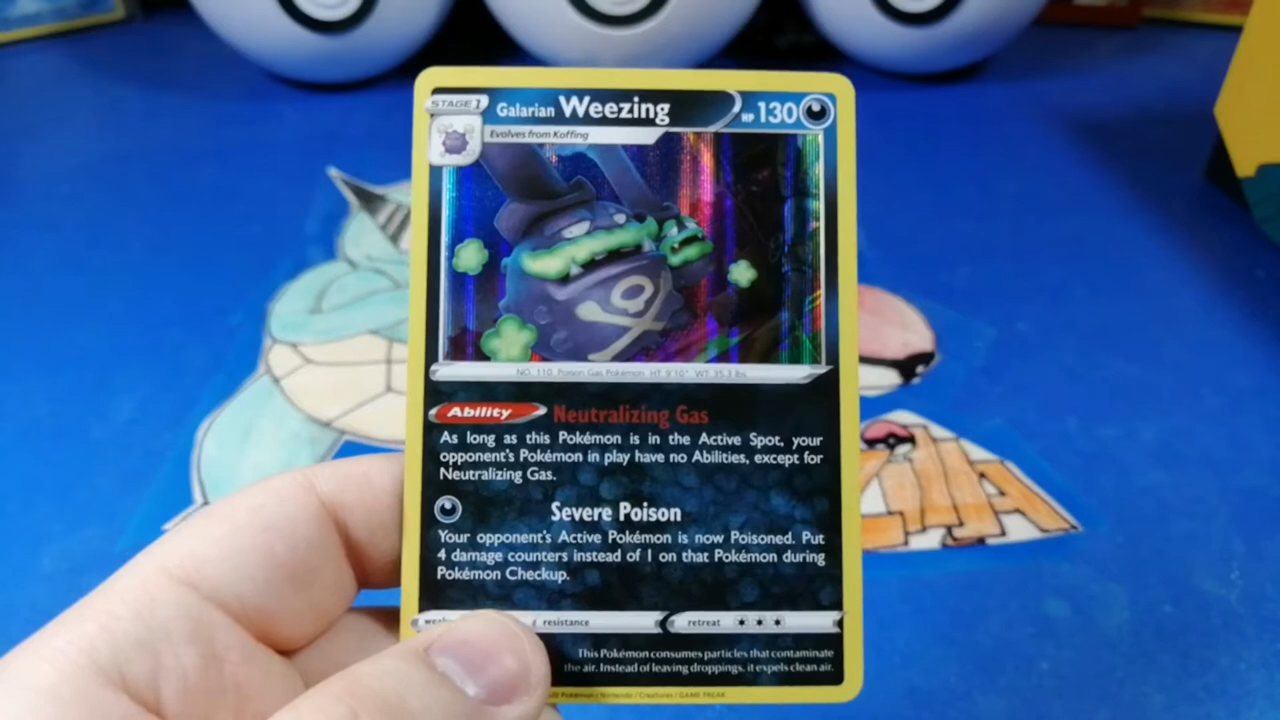 STAGE 1
Galarian Weezing
HP 130
Evolves from Koffing
NO. 110 Poison Gas Pokémon HT 9'10" WT 35.3 lbs.
Ability Neutralizing Gas
As long as this Pokémon is in the Active Spot, your
opponent's Pokémon in play have no Abilities, except for
Neutralizing Gas.
Severe Poison
Your opponent's Active Pokémon is now Poisoned. Put
4 damage counters instead of 1 on that Pokémon during
Pokémon Checkup.
resistance retreat
This Pokémon consumes particles that contaminate
the air. Instead of leaving droppings, it expels clean air.
Pokémon / Nintendo / Creatures / GAME FREAK